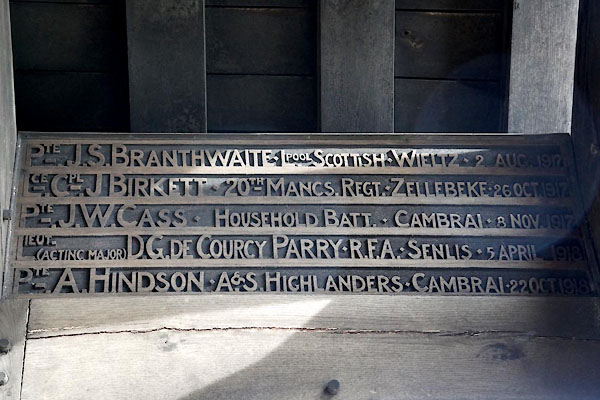 PTE J.S. BRANTHWAITE · LPOOL SCOTTISH · WIELTZ · 2 AUG. 1917
LCE CPL J BIRKETT · 20TH MANCS. REGT. ZELLEBEKE · 26 OCT 1917
PTE J.W. CASS · HOUSEHOLD BATT. · CAMBRAI · 8 NOV. 1917
LIEUT. (ACTING MAJOR) D.G. DE COURCY PARRY · R.F.A. · SENLIS · 5 APRIL 1918
PTE A. HINDSON · A&S. HIGHLANDERS · CAMBRAI · 22 OCT 1918